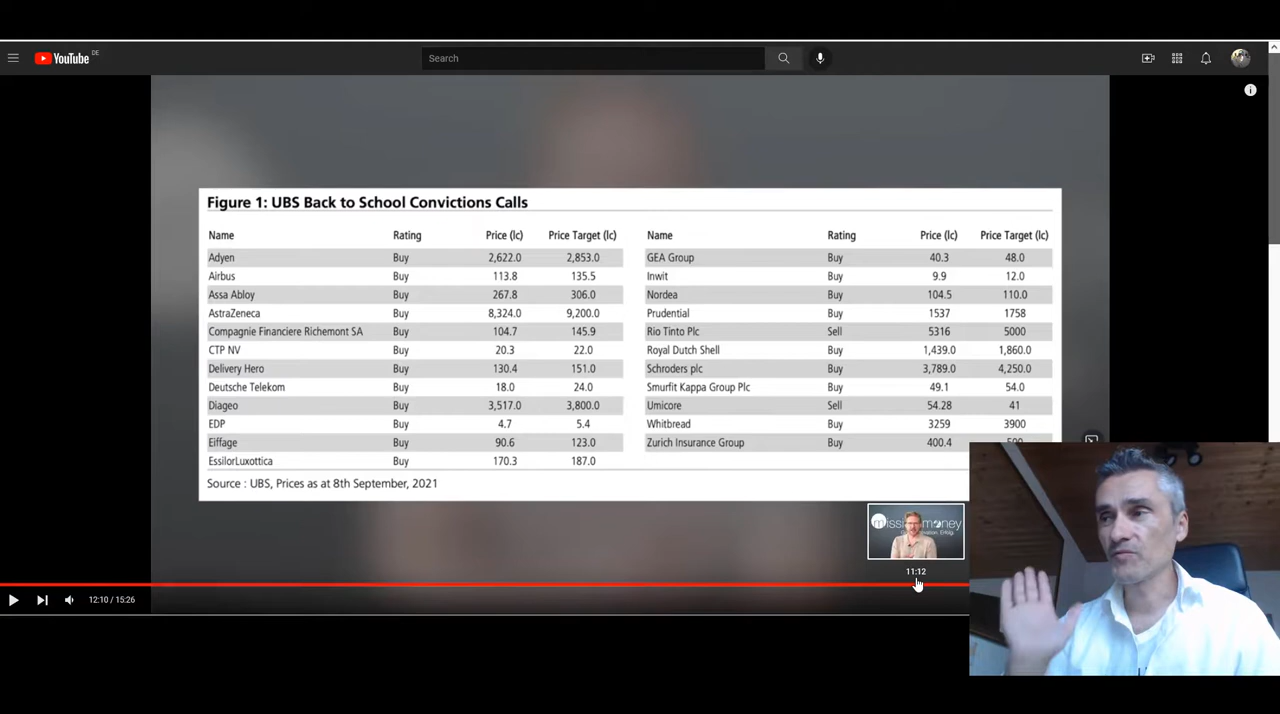 YouTube DE
Search
Figure 1: UBS Back to School Convictions Calls
Name Rating Price (lc) Price Target (lc) Name Rating Price (lc) Price Target (lc)
Adyen Buy 2,622.0 2,853.0 GEA Group Buy 40.3 48.0
Airbus Buy 113.8 135.5 Inwit Buy 9.9 12.0
Assa Abloy Buy 267.8 306.0 Nordea Buy 104.5 110.0
AstraZeneca Buy 8,324.0 9,200.0 Prudential Buy 1537 1758
Compagnie Financiere Richemont SA Buy 104.7 145.9 Rio Tinto Plc Sell 5316 5000
CTP NV Buy 20.3 22.0 Royal Dutch Shell Buy 1,439.0 1,860.0
Delivery Hero Buy 130.4 151.0 Schroders plc Buy 3,789.0 4,250.0
Deutsche Telekom Buy 18.0 24.0 Smurfit Kappa Group Plc Buy 49.1 54.0
Diageo Buy 3,517.0 3,800.0 Umicore Sell 54.28 41
EDP Buy 4.7 5.4 Whitbread Buy 3259 3900
Eiffage Buy 90.6 123.0 Zurich Insurance Group Buy 400.4
EssilorLuxottica Buy 170.3 187.0
Source : UBS, Prices as at 8th September, 2021
11:12
12:10 / 15:26